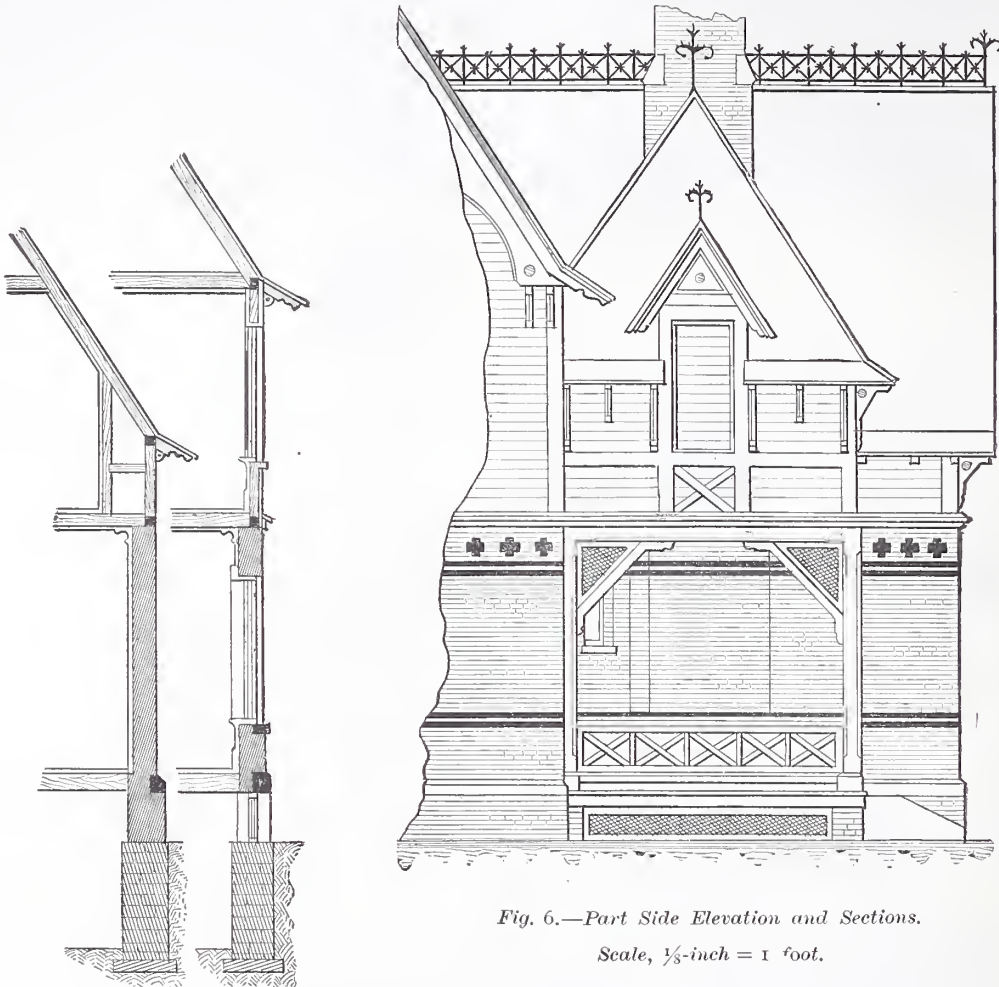 Fig. 6.—Part Side Elevation and Sections.
Scale, ⅛-inch = 1 foot.